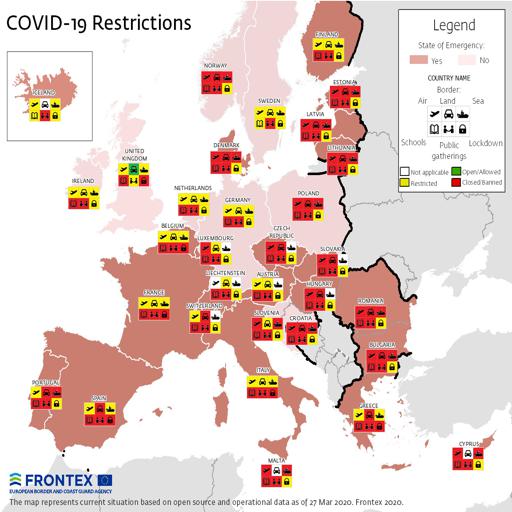 COVID-19 Restrictions
Legend
State of Emergency:
Yes
No
COUNTRY NAME
Border:
Air
Land
Sea
Schools
Public
gatherings
Lockdown
Not applicable
Open/Allowed
Restricted
Closed/Banned
ICELAND
FINLAND
NORWAY
SWEDEN
ESTONIA
LATVIA
LITHUANIA
DENMARK
UNITED
KINGDOM
IRELAND
NETHERLANDS
GERMANY
POLAND
BELGIUM
LUXEMBOURG
CZECH
REPUBLIC
SLOVAKIA
LIECHTENSTEIN
AUSTRIA
HUNGARY
FRANCE
SWITZERLAND
SLOVENIA
CROATIA
ROMANIA
BULGARIA
ITALY
PORTUGAL
SPAIN
GREECE
MALTA
CYPRUS
FRONTEX
EUROPEAN BORDER AND COAST GUARD AGENCY
The map represents current situation based on open source and operational data as of 27 Mar 2020. Frontex 2020.